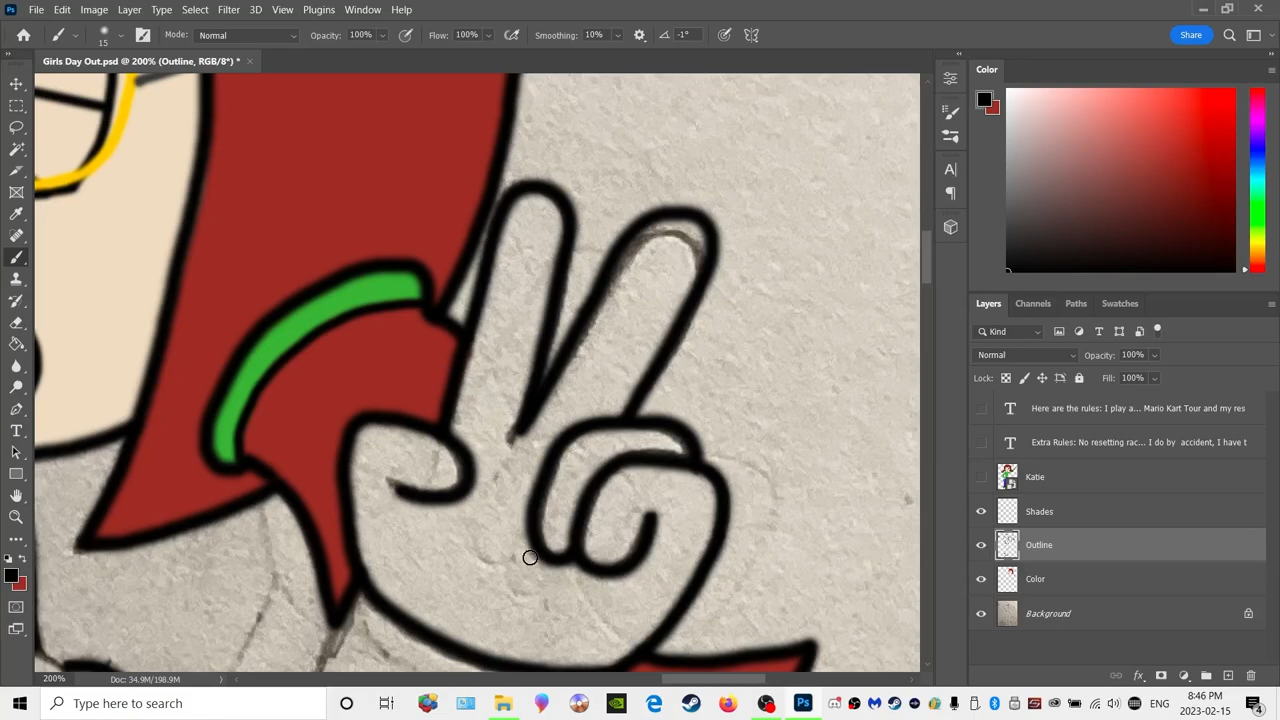 Ps File Edit Image Layer Type Select Filter 3D View Plugins Window Help
15 Mode: Normal Opacity: 100% Flow: 100% Smoothing: 10% -1° Share
Girls Day Out.psd @ 200% (Outline, RGB/8*) *
Color
Layers Channels Paths Swatches
Kind
Normal Opacity: 100%
Lock: Fill: 100%
Here are the rules: I play a... Mario Kart Tour and my res
Extra Rules: No resetting rac... I do by accident, I have t
Katie
Shades
Outline
Color
Background
200% Doc: 34.9M/198.9M
Type here to search
8:46 PM
2023-02-15
4